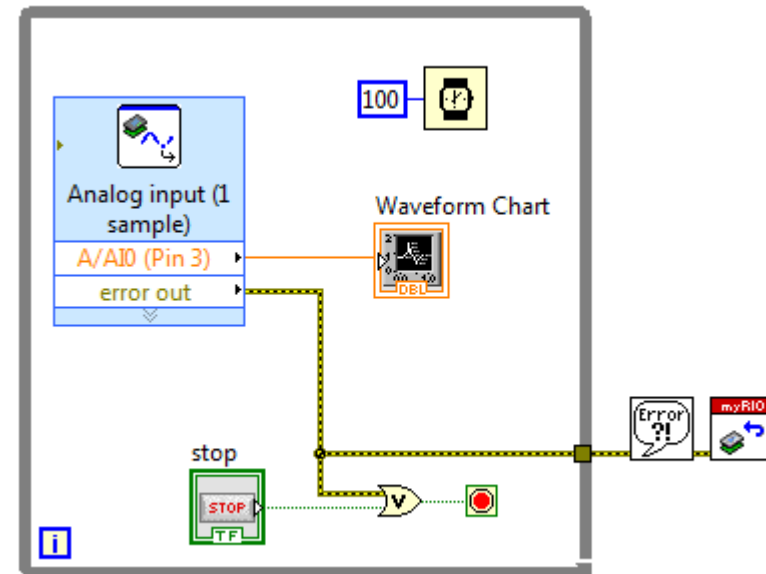 100
Analog input (1
sample)
Waveform Chart
A/AI0 (Pin 3)
DBL
error out
Error
?!
myRIO
stop
STOP
TF
V
i